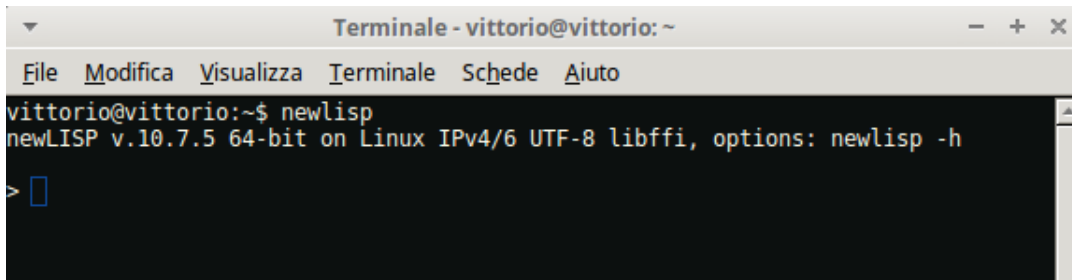 Terminale - vittorio@vittorio: ~
File Modifica Visualizza Terminale Schede Aiuto
vittorio@vittorio:~$ newlisp
newLISP v.10.7.5 64-bit on Linux IPv4/6 UTF-8 libffi, options: newlisp -h
>